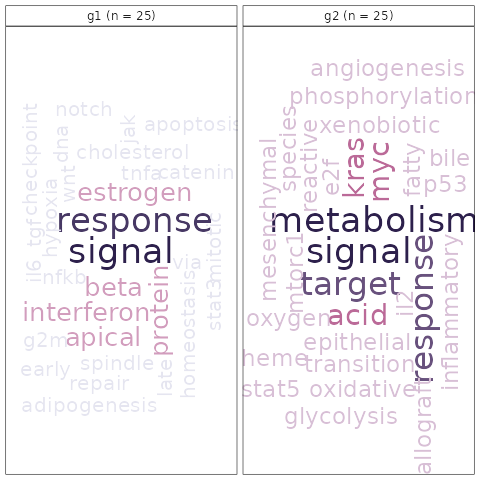 g1 (n = 25)
notch
jak
apoptosis
checkpoint
dna
cholesterol
tnfa
catenin
wnt
hypoxia
estrogen
tgf
response
signal
mitotic
via
il6
nfkb
beta
protein
stat3
homeostasis
interferon
g2m
apical
early
spindle
late
repair
adipogenesis
g2 (n = 25)
angiogenesis
phosphorylation
species
xenobiotic
reactive
mesenchymal
e2f
kras
myc
fatty
bile
p53
metabolism
mtorc1
signal
response
inflammatory
target
il2
oxygen
acid
epithelial
heme
transition
stat5
oxidative
glycolysis
allograft